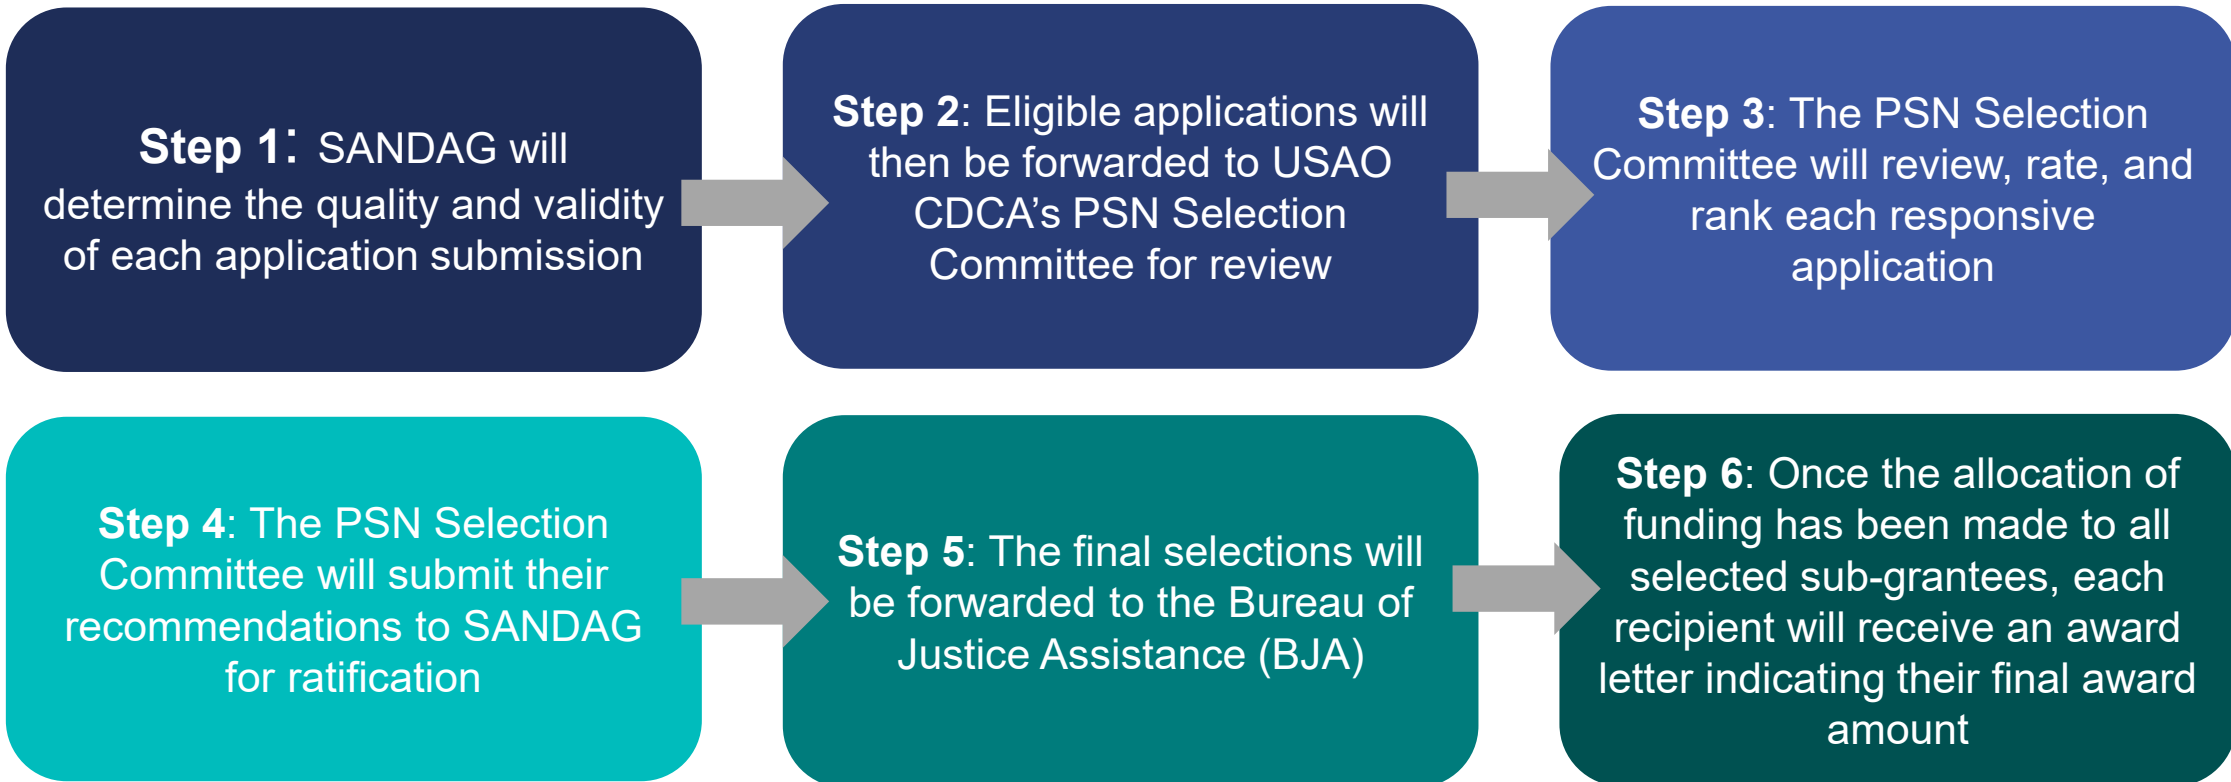 Step 1: SANDAG will
determine the quality and validity
of each application submission
Step 2: Eligible applications will
then be forwarded to USAO
CDCA’s PSN Selection
Committee for review
Step 3: The PSN Selection
Committee will review, rate, and
rank each responsive
application
Step 4: The PSN Selection
Committee will submit their
recommendations to SANDAG
for ratification
Step 5: The final selections will
be forwarded to the Bureau of
Justice Assistance (BJA)
Step 6: Once the allocation of
funding has been made to all
selected sub-grantees, each
recipient will receive an award
letter indicating their final award
amount